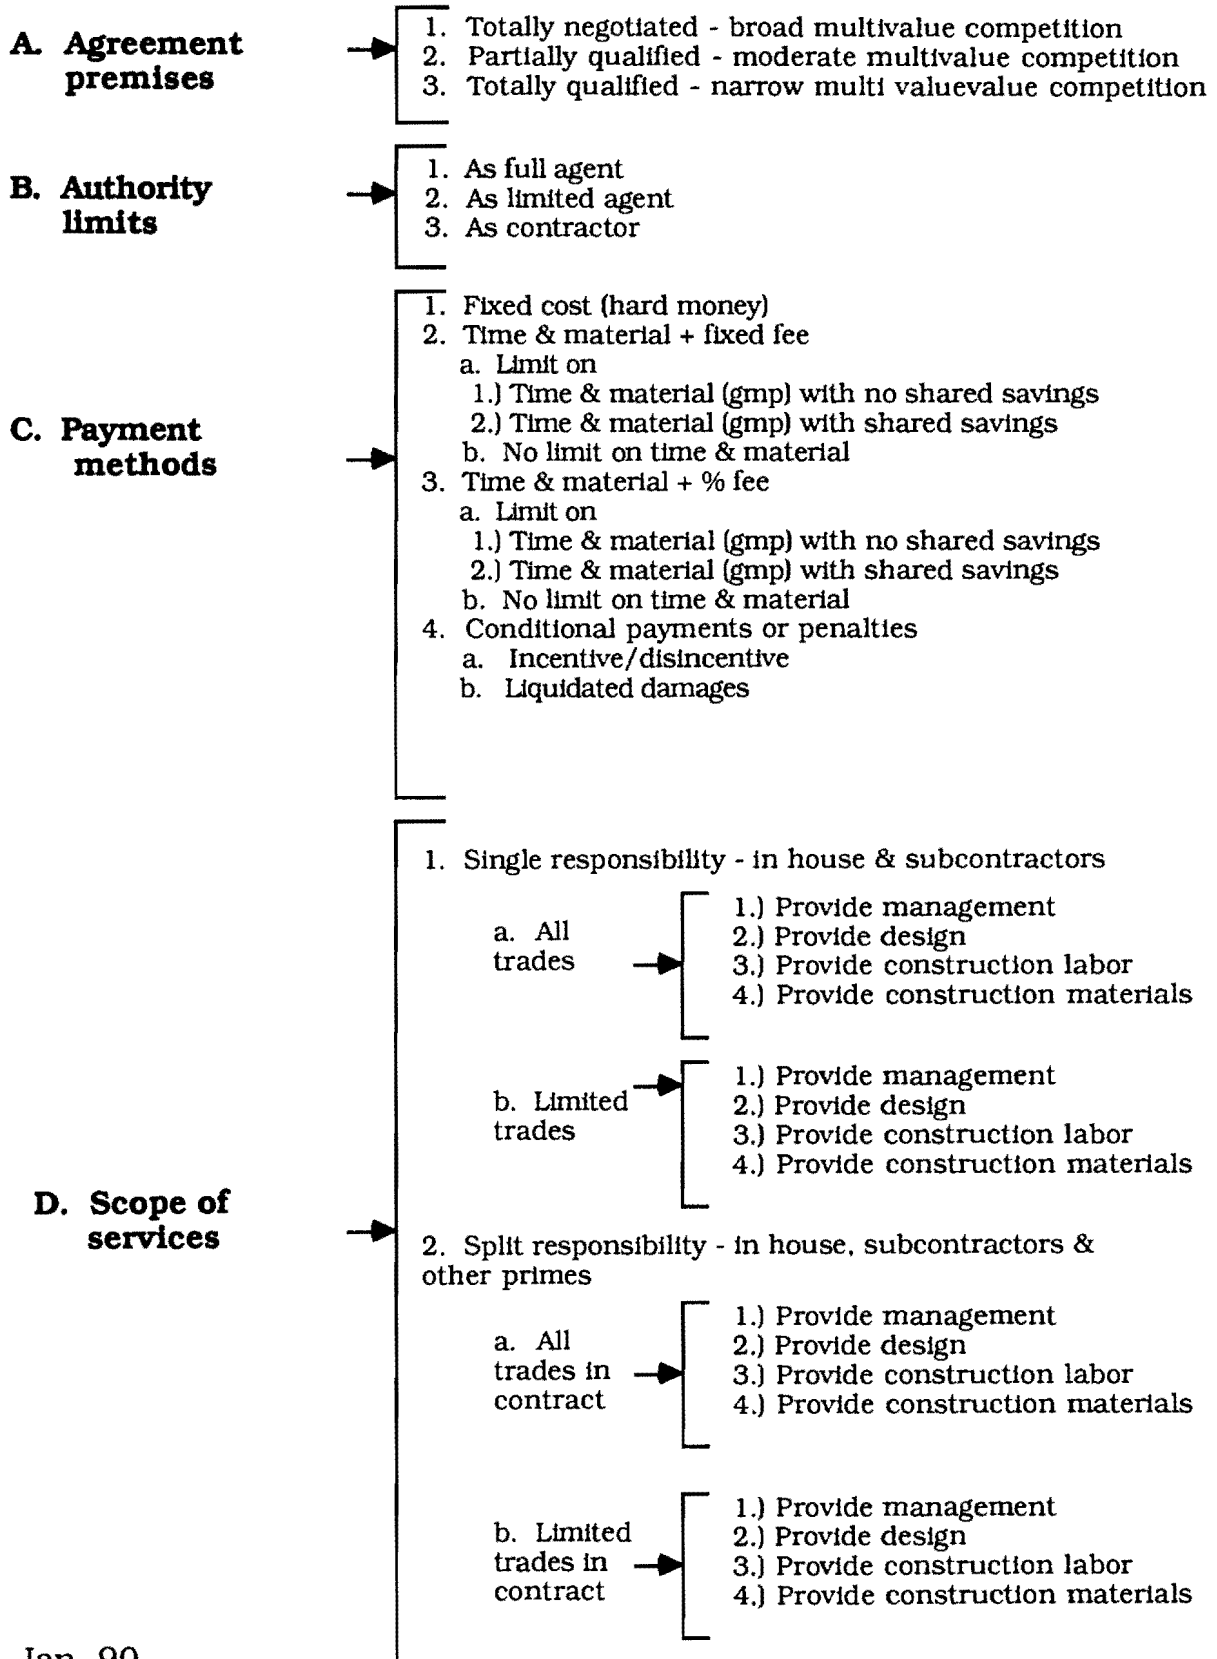 A. Agreement
premises
1. Totally negotiated - broad multivalue competition
2. Partially qualified - moderate multivalue competition
3. Totally qualified - narrow multi valuevalue competition
B. Authority
limits
1. As full agent
2. As limited agent
3. As contractor
C. Payment
methods
1. Fixed cost (hard money)
2. Time & material + fixed fee
a. Limit on
1.) Time & material (gmp) with no shared savings
2.) Time & material (gmp) with shared savings
b. No limit on time & material
3. Time & material + % fee
a. Limit on
1.) Time & material (gmp) with no shared savings
2.) Time & material (gmp) with shared savings
b. No limit on time & material
4. Conditional payments or penalties
a. Incentive/disincentive
b. Liquidated damages
D. Scope of
services
1. Single responsibility - in house & subcontractors
a. All
trades
1.) Provide management
2.) Provide design
3.) Provide construction labor
4.) Provide construction materials
b. Limited
trades
1.) Provide management
2.) Provide design
3.) Provide construction labor
4.) Provide construction materials
2. Split responsibility - in house, subcontractors &
other primes
a. All
trades in
contract
1.) Provide management
2.) Provide design
3.) Provide construction labor
4.) Provide construction materials
b. Limited
trades in
contract
1.) Provide management
2.) Provide design
3.) Provide construction labor
4.) Provide construction materials